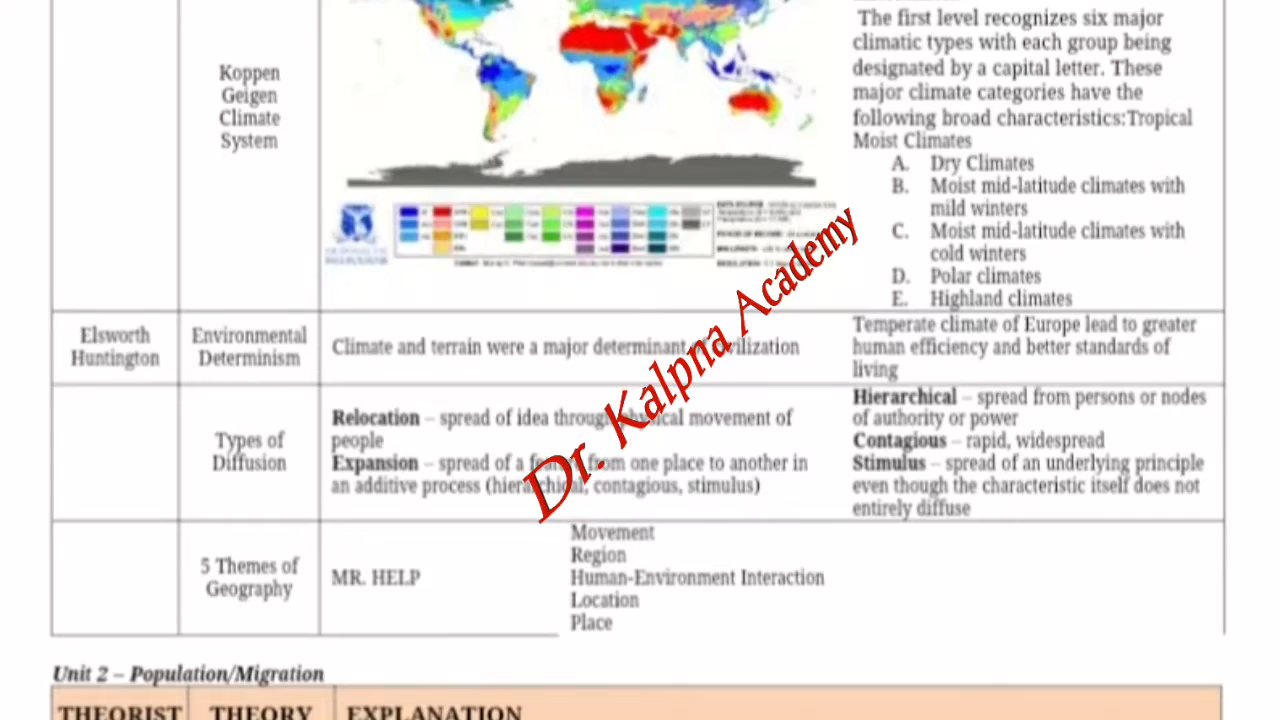 Koppen
Geigen
Climate
System
The first level recognizes six major
climatic types with each group being
designated by a capital letter. These
major climate categories have the
following broad characteristics:Tropical
Moist Climates
A. Dry Climates
B. Moist mid-latitude climates with
mild winters
C. Moist mid-latitude climates with
cold winters
D. Polar climates
E. Highland climates
Elsworth
Huntington
Environmental
Determinism
Climate and terrain were a major determinant of civilization
Temperate climate of Europe lead to greater
human efficiency and better standards of
living
Types of
Diffusion
Relocation – spread of idea through physical movement of
people
Expansion – spread of a feature from one place to another in
an additive process (hierarchical, contagious, stimulus)
Hierarchical – spread from persons or nodes
of authority or power
Contagious – rapid, widespread
Stimulus – spread of an underlying principle
even though the characteristic itself does not
entirely diffuse
5 Themes of
Geography
MR. HELP
Movement
Region
Human-Environment Interaction
Location
Place
Dr. Kalpna Academy
Unit 2 – Population/Migration
THEORIST THEORY EXPLANATION